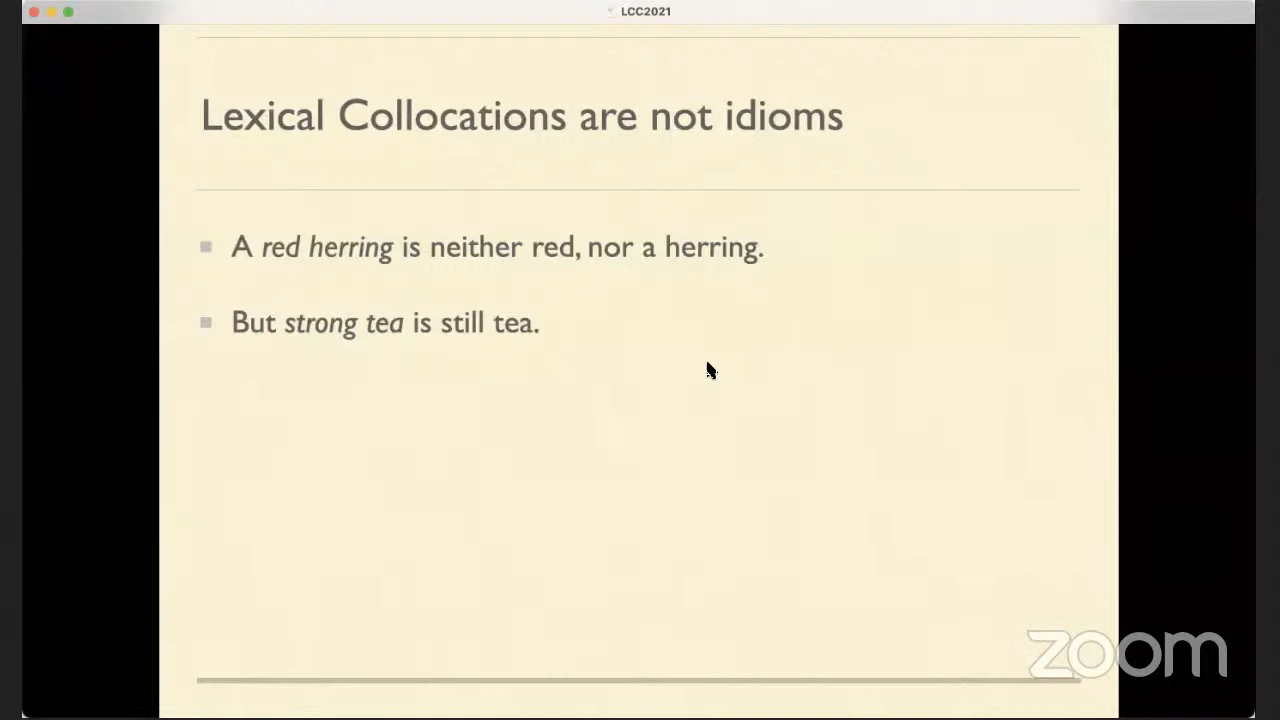 LCC2021
Lexical Collocations are not idioms
A red herring is neither red, nor a herring.
But strong tea is still tea.
zoom